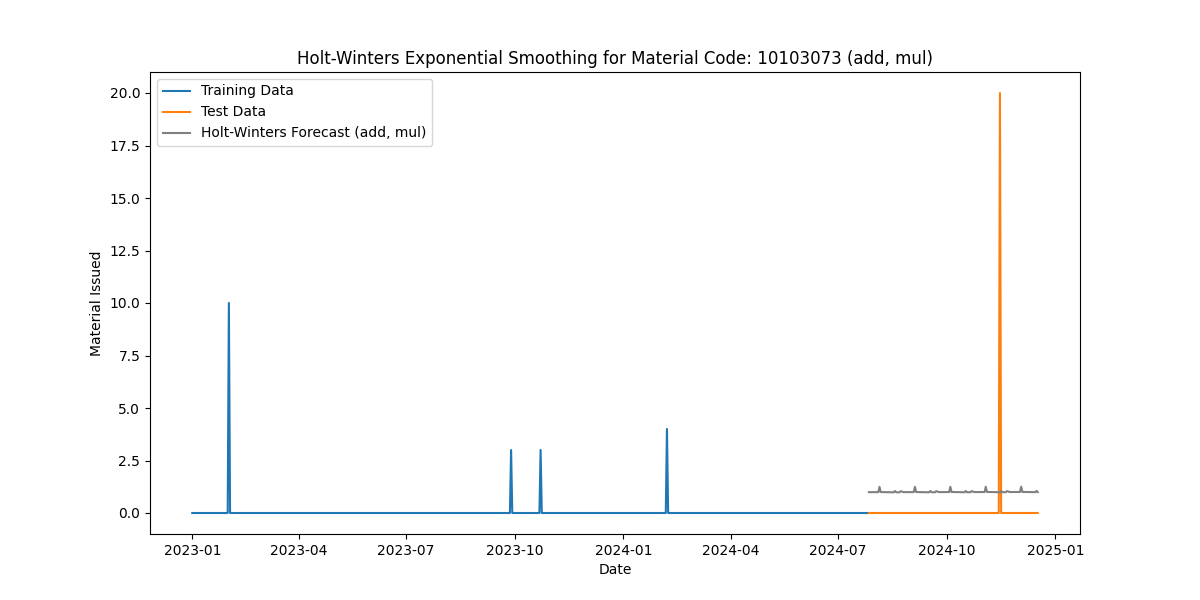 Holt-Winters Exponential Smoothing for Material Code: 10103073 (add, mul)
Training Data
Test Data
Holt-Winters Forecast (add, mul)
Material Issued
20.0
17.5
15.0
12.5
10.0
7.5
5.0
2.5
0.0
2023-01 2023-04 2023-07 2023-10 2024-01 2024-04 2024-07 2024-10 2025-01
Date